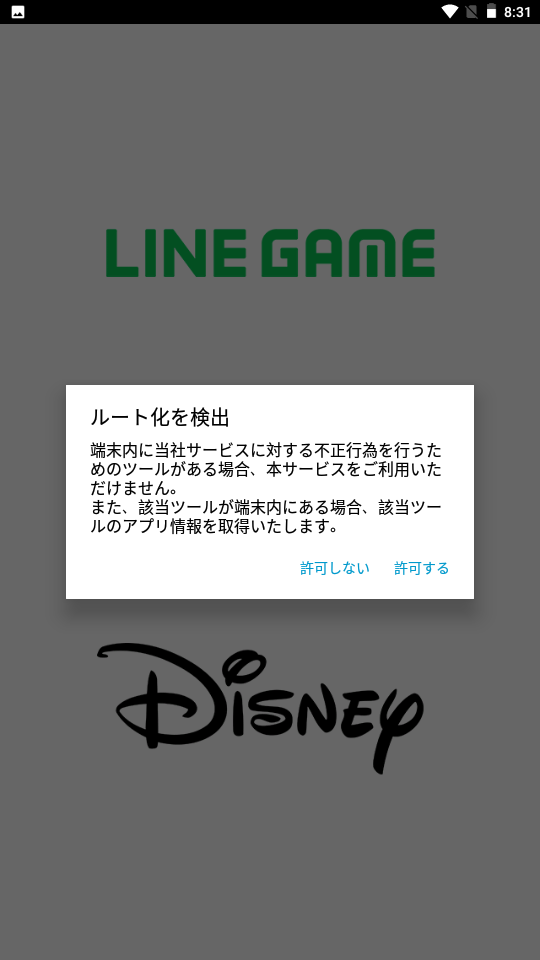 8:31
LINE GAME
ルート化を検出
端末内に当社サービスに対する不正行為を行うた
めのツールがある場合、本サービスをご利用いた
だけません。
また、該当ツールが端末内にある場合、該当ツー
ルのアプリ情報を取得いたします。
許可しない 許可する
DISNEY